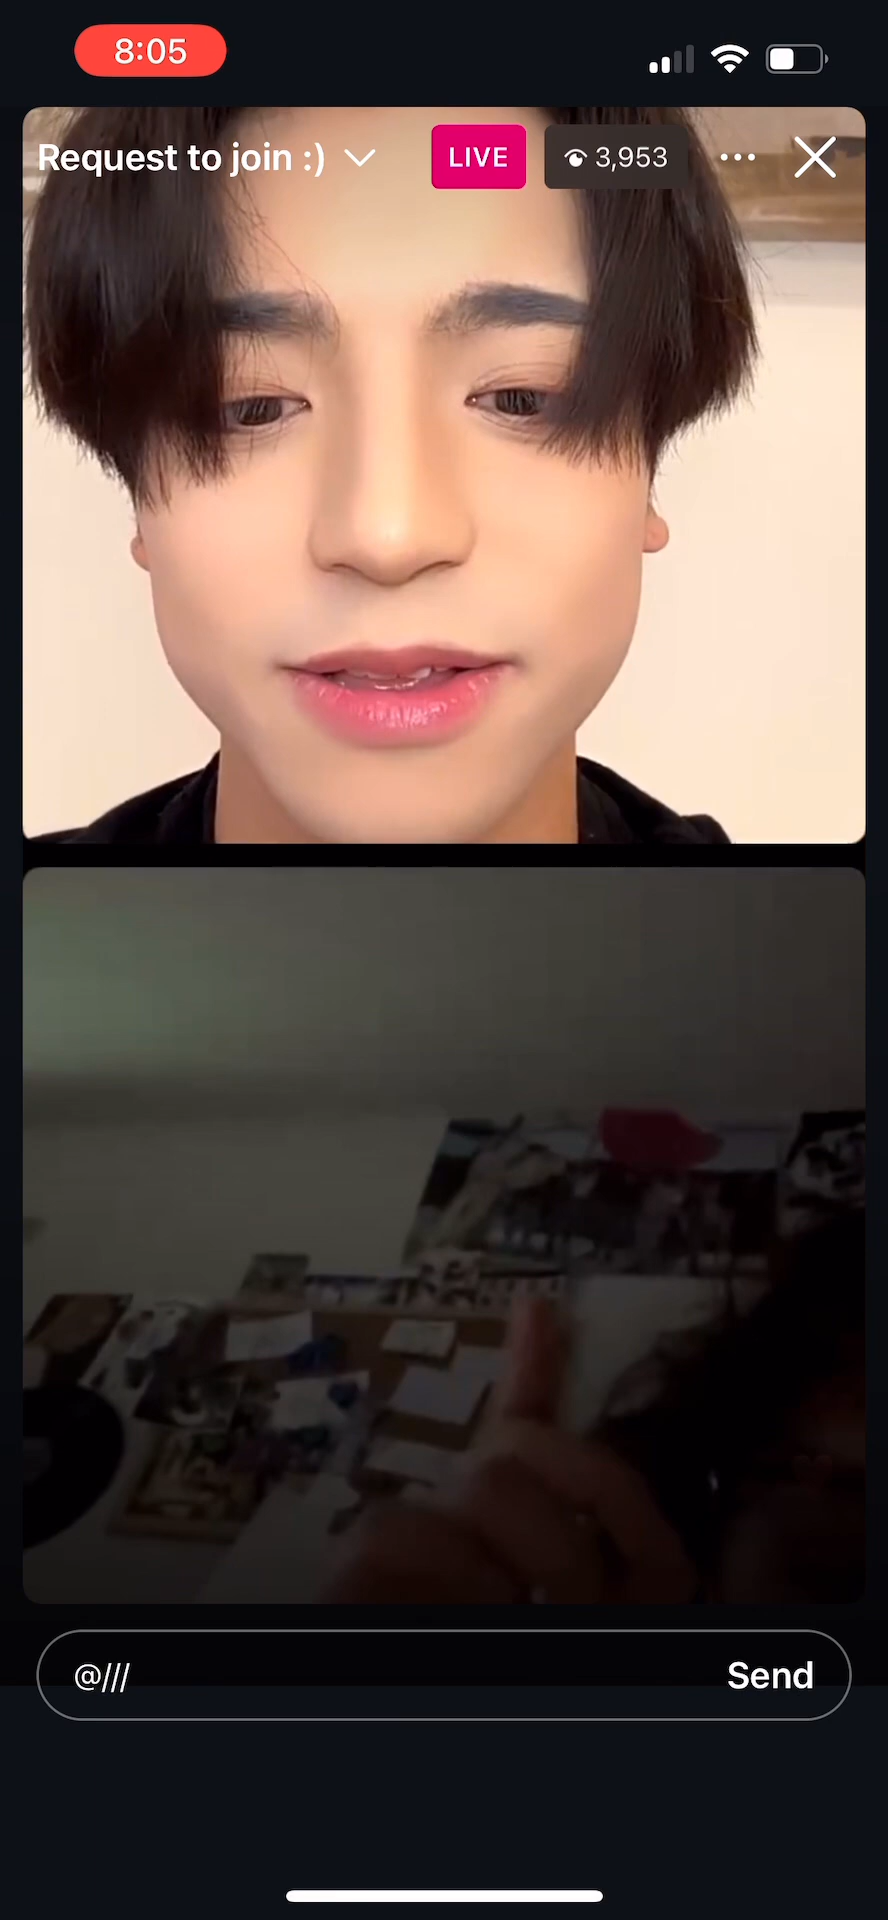 8:05
Request to join :)
LIVE
3,953
@///
Send